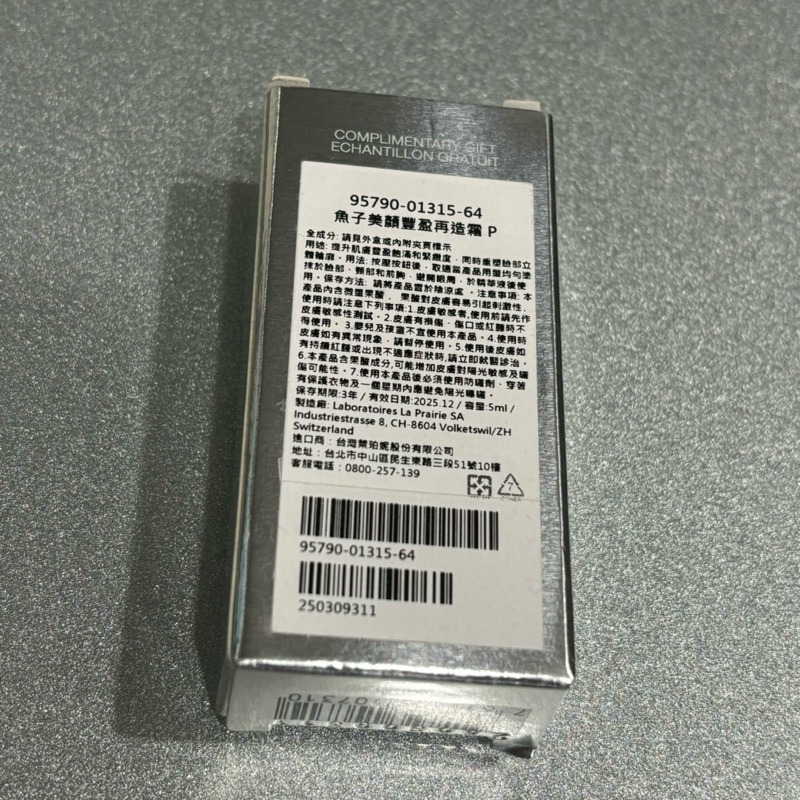 COMPLIMENTARY GIFT
ECHANTILLON GRATUIT
95790-01315-64
魚子美顏豐盈再造霜 P
全成分: 請見外盒或內附夾頁標示
用途: 提升肌膚豐盈飽滿和緊緻度，同時重塑臉部立
體輪廓。用法: 按壓按鈕後，取適當產品用量均勻塗
抹於臉部、頸部和前胸，避開眼周，於精華液後使
用。保存方法: 請將產品置於陰涼處 。注意事項: 本
產品內含微量果酸， 果酸對皮膚容易引起刺激性,
使用時請注意下列事項:1.皮膚敏感者,使用前請先作
皮膚敏感性測試。2.皮膚有損傷、傷口或紅腫時不
得使用。 3.嬰兒及孩童不宜使用本產品。4.使用時
皮膚如有異常現象，請暫停使用。5.使用後皮膚如
有持續紅腫或出現不適應症狀時,請立即就醫診治。
6.本產品含果酸成分,可能增加皮膚對陽光敏感及曬
傷可能性。7.使用本產品後必須使用防曬劑、穿著
有保護衣物及一個星期內應避免陽光曝曬。
保存期限:3年 / 有效日期:2025.12 / 容量:5ml /
製造廠: Laboratoires La Prairie SA
Industriestrasse 8, CH-8604 Volketswil/ZH
Switzerland
進口商：台灣萊珀妮股份有限公司
地址：台北市中山區民生東路三段51號10樓
客服電話：0800-257-139
7
OTHER
95790-01315-64
250309311
07310